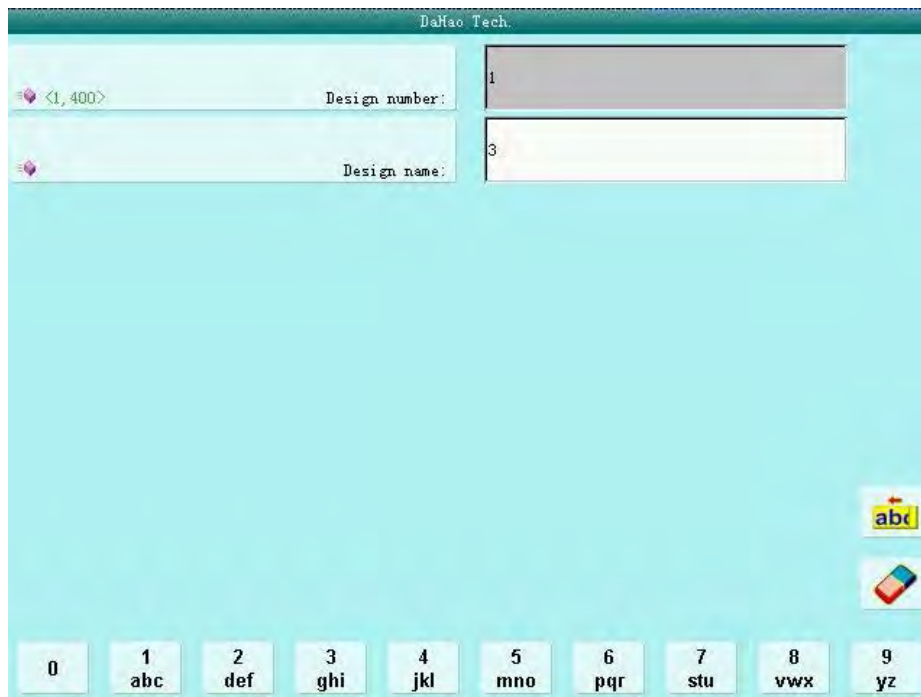 DaHao Tech.
<1,400> Design number: 1
Design name: 3
abc
0 1 2 3 4 5 6 7 8 9
abc def ghi jkl mno pqr stu vwx yz